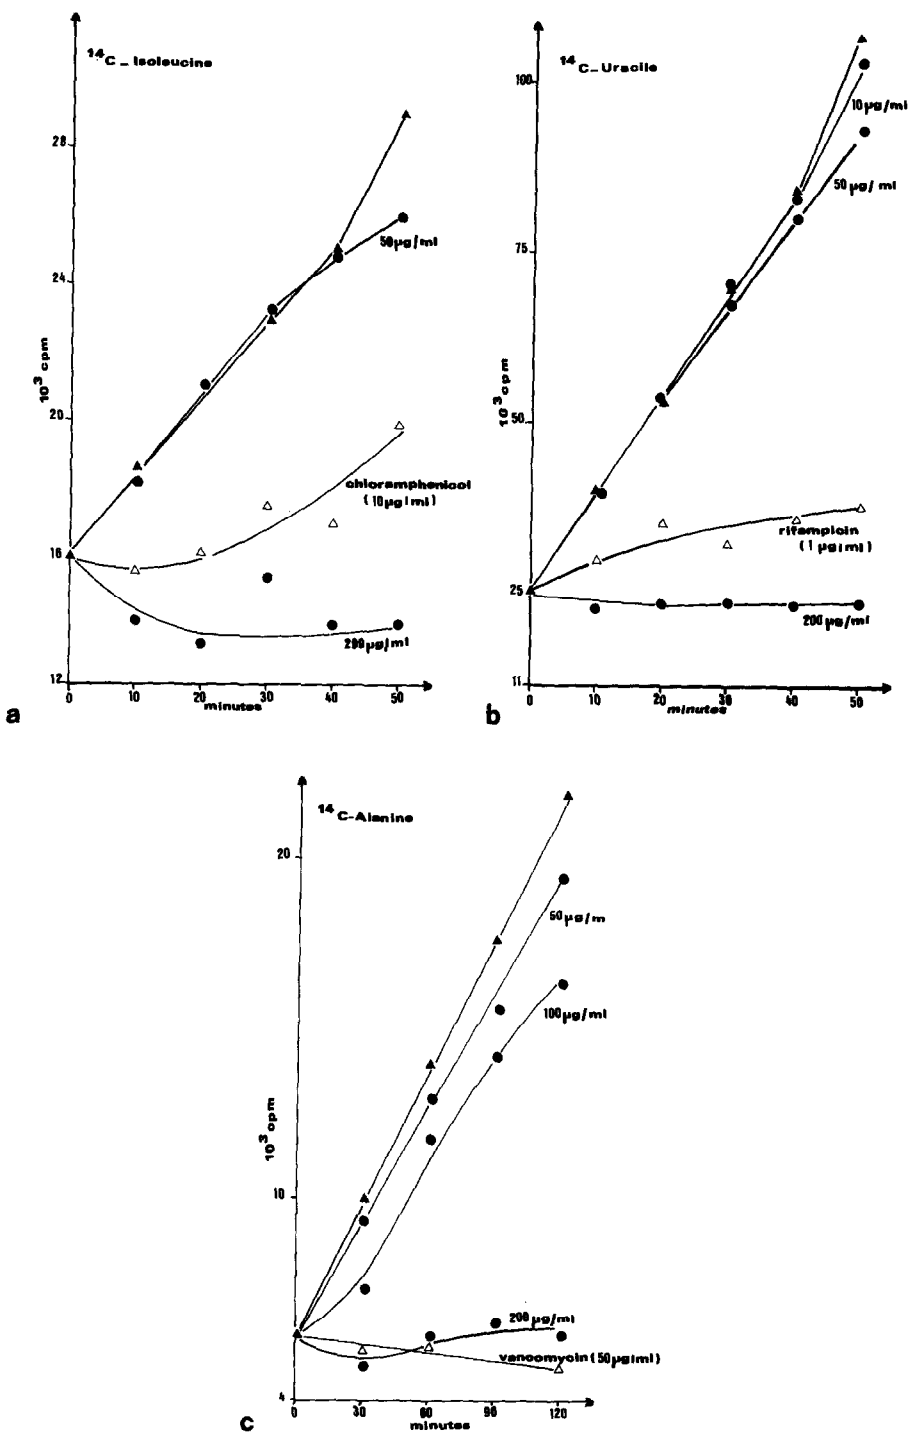 14C - Isoleucine
28
24
20
16
12
10³ cpm
50µg/ml
chloramphenicol
(10µg/ml)
200µg/ml
0 10 20 30 40 50
minutes
a
14C-Uracile
100
75
50
25
11
10³cpm
10µg/ml
50µg/ml
rifampicin
(1µg/ml)
200µg/ml
0 10 20 30 40 50
minutes
b
14C-Alanine
20
10
4
10³ cpm
50µg/m
100µg/ml
200µg/ml
vancomycin(50µg/ml)
0 30 60 90 120
minutes
c